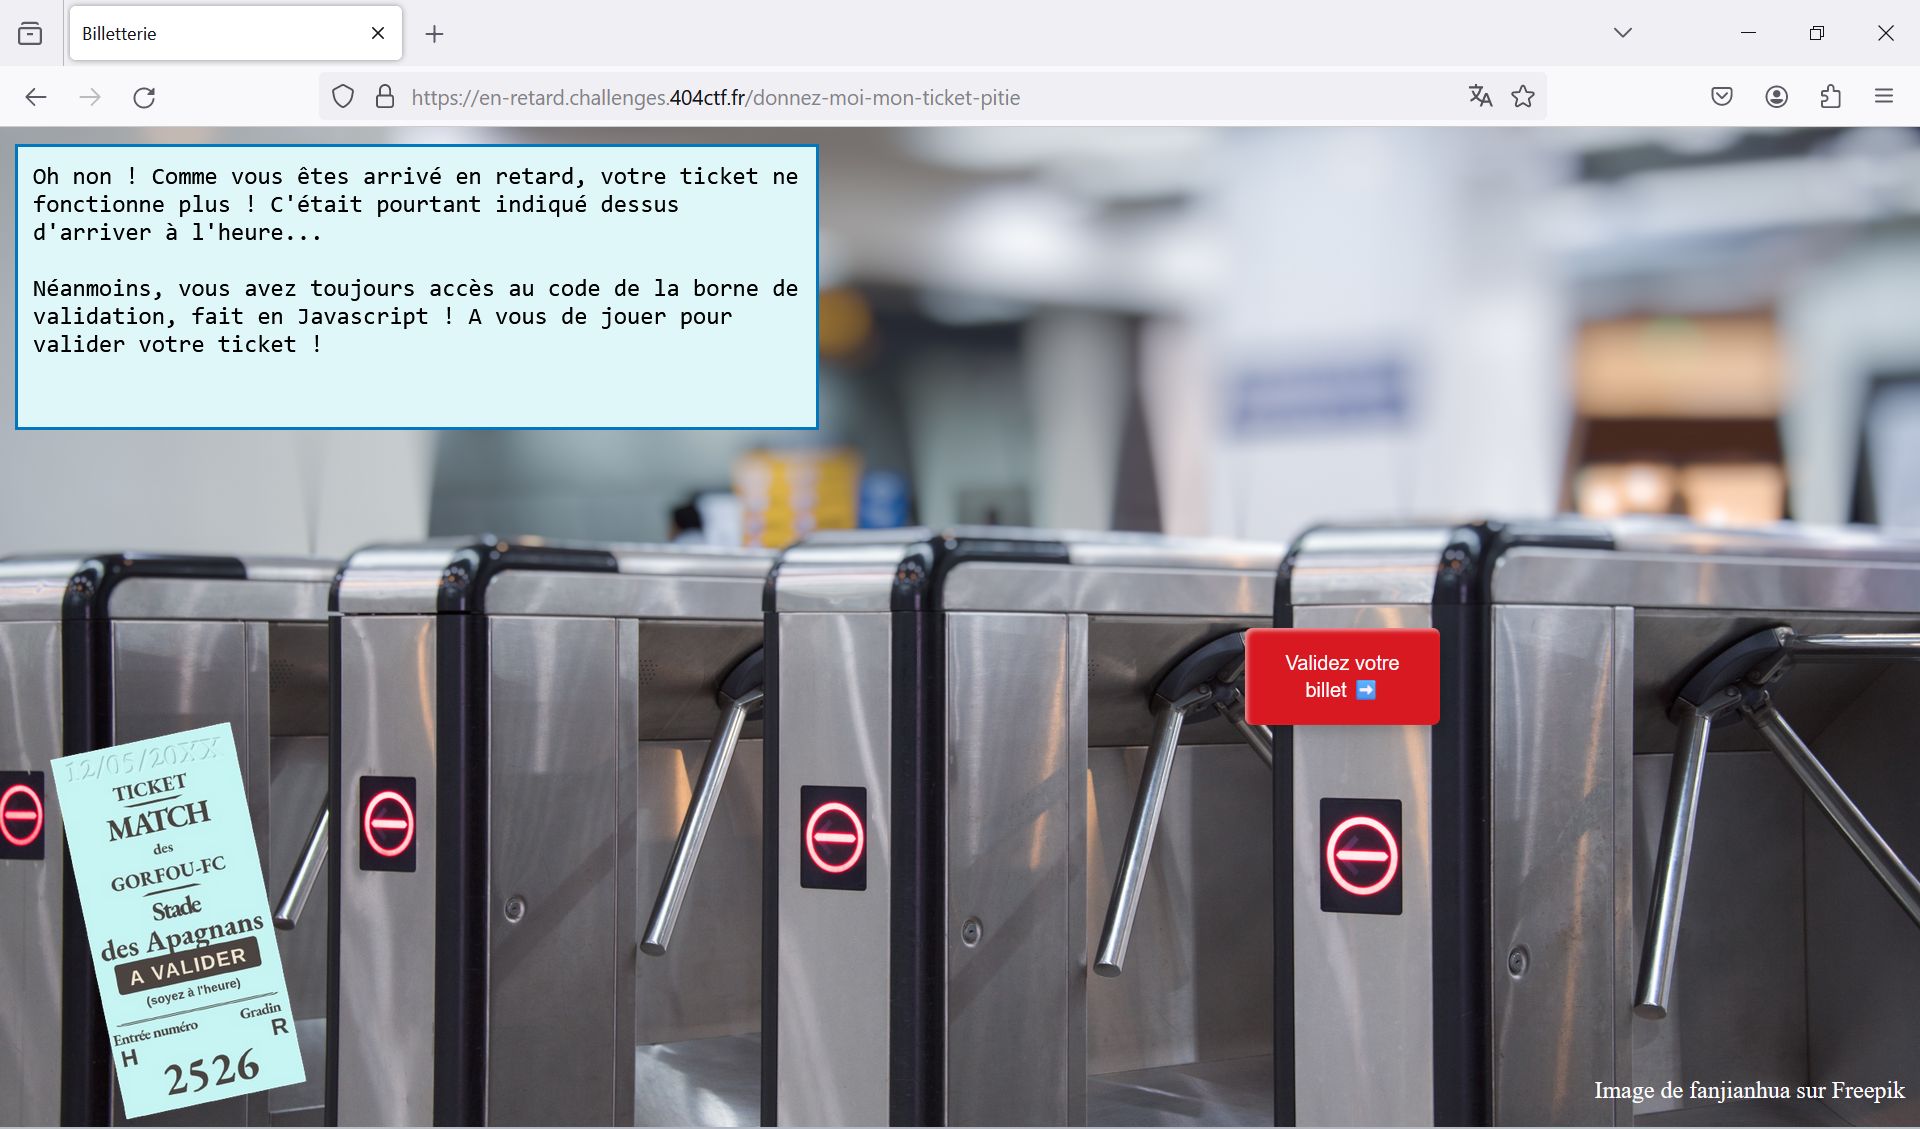 Billetterie
https://en-retard.challenges.404ctf.fr/donnez-moi-mon-ticket-pitie
Oh non ! Comme vous êtes arrivé en retard, votre ticket ne
fonctionne plus ! C'était pourtant indiqué dessus
d'arriver à l'heure...
Néanmoins, vous avez toujours accès au code de la borne de
validation, fait en Javascript ! A vous de jouer pour
valider votre ticket !
Validez votre
billet ➡️
12/05/20XX
TICKET
MATCH
des
GORFOU-FC
Stade
des Apagnans
A VALIDER
(soyez à l'heure)
Entrée numéro Gradin
H R
2526
Image de fanjianhua sur Freepik